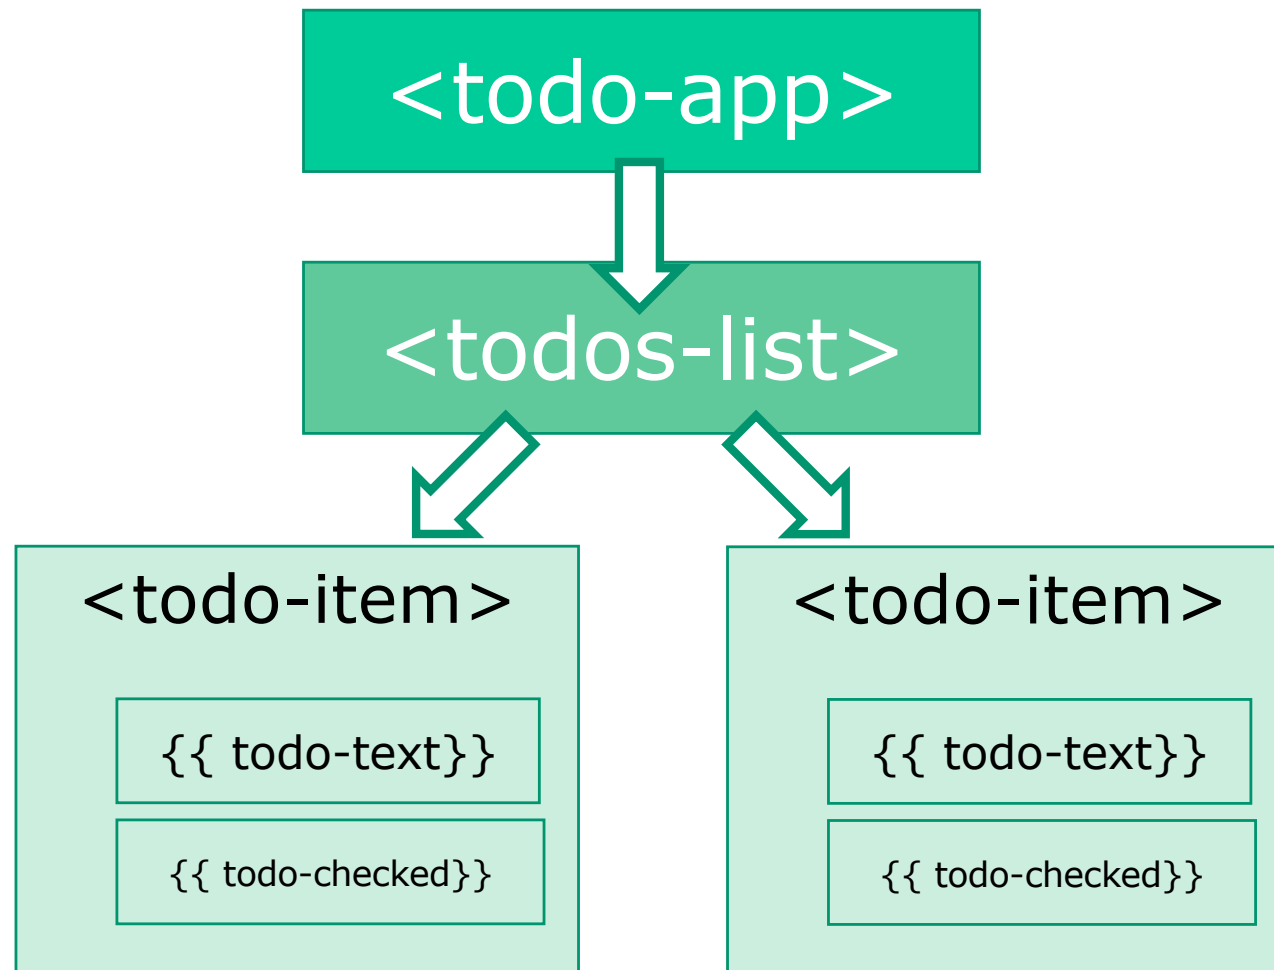 <todo-app>
<todos-list>
<todo-item>
{{ todo-text}}
{{ todo-checked}}
<todo-item>
{{ todo-text}}
{{ todo-checked}}